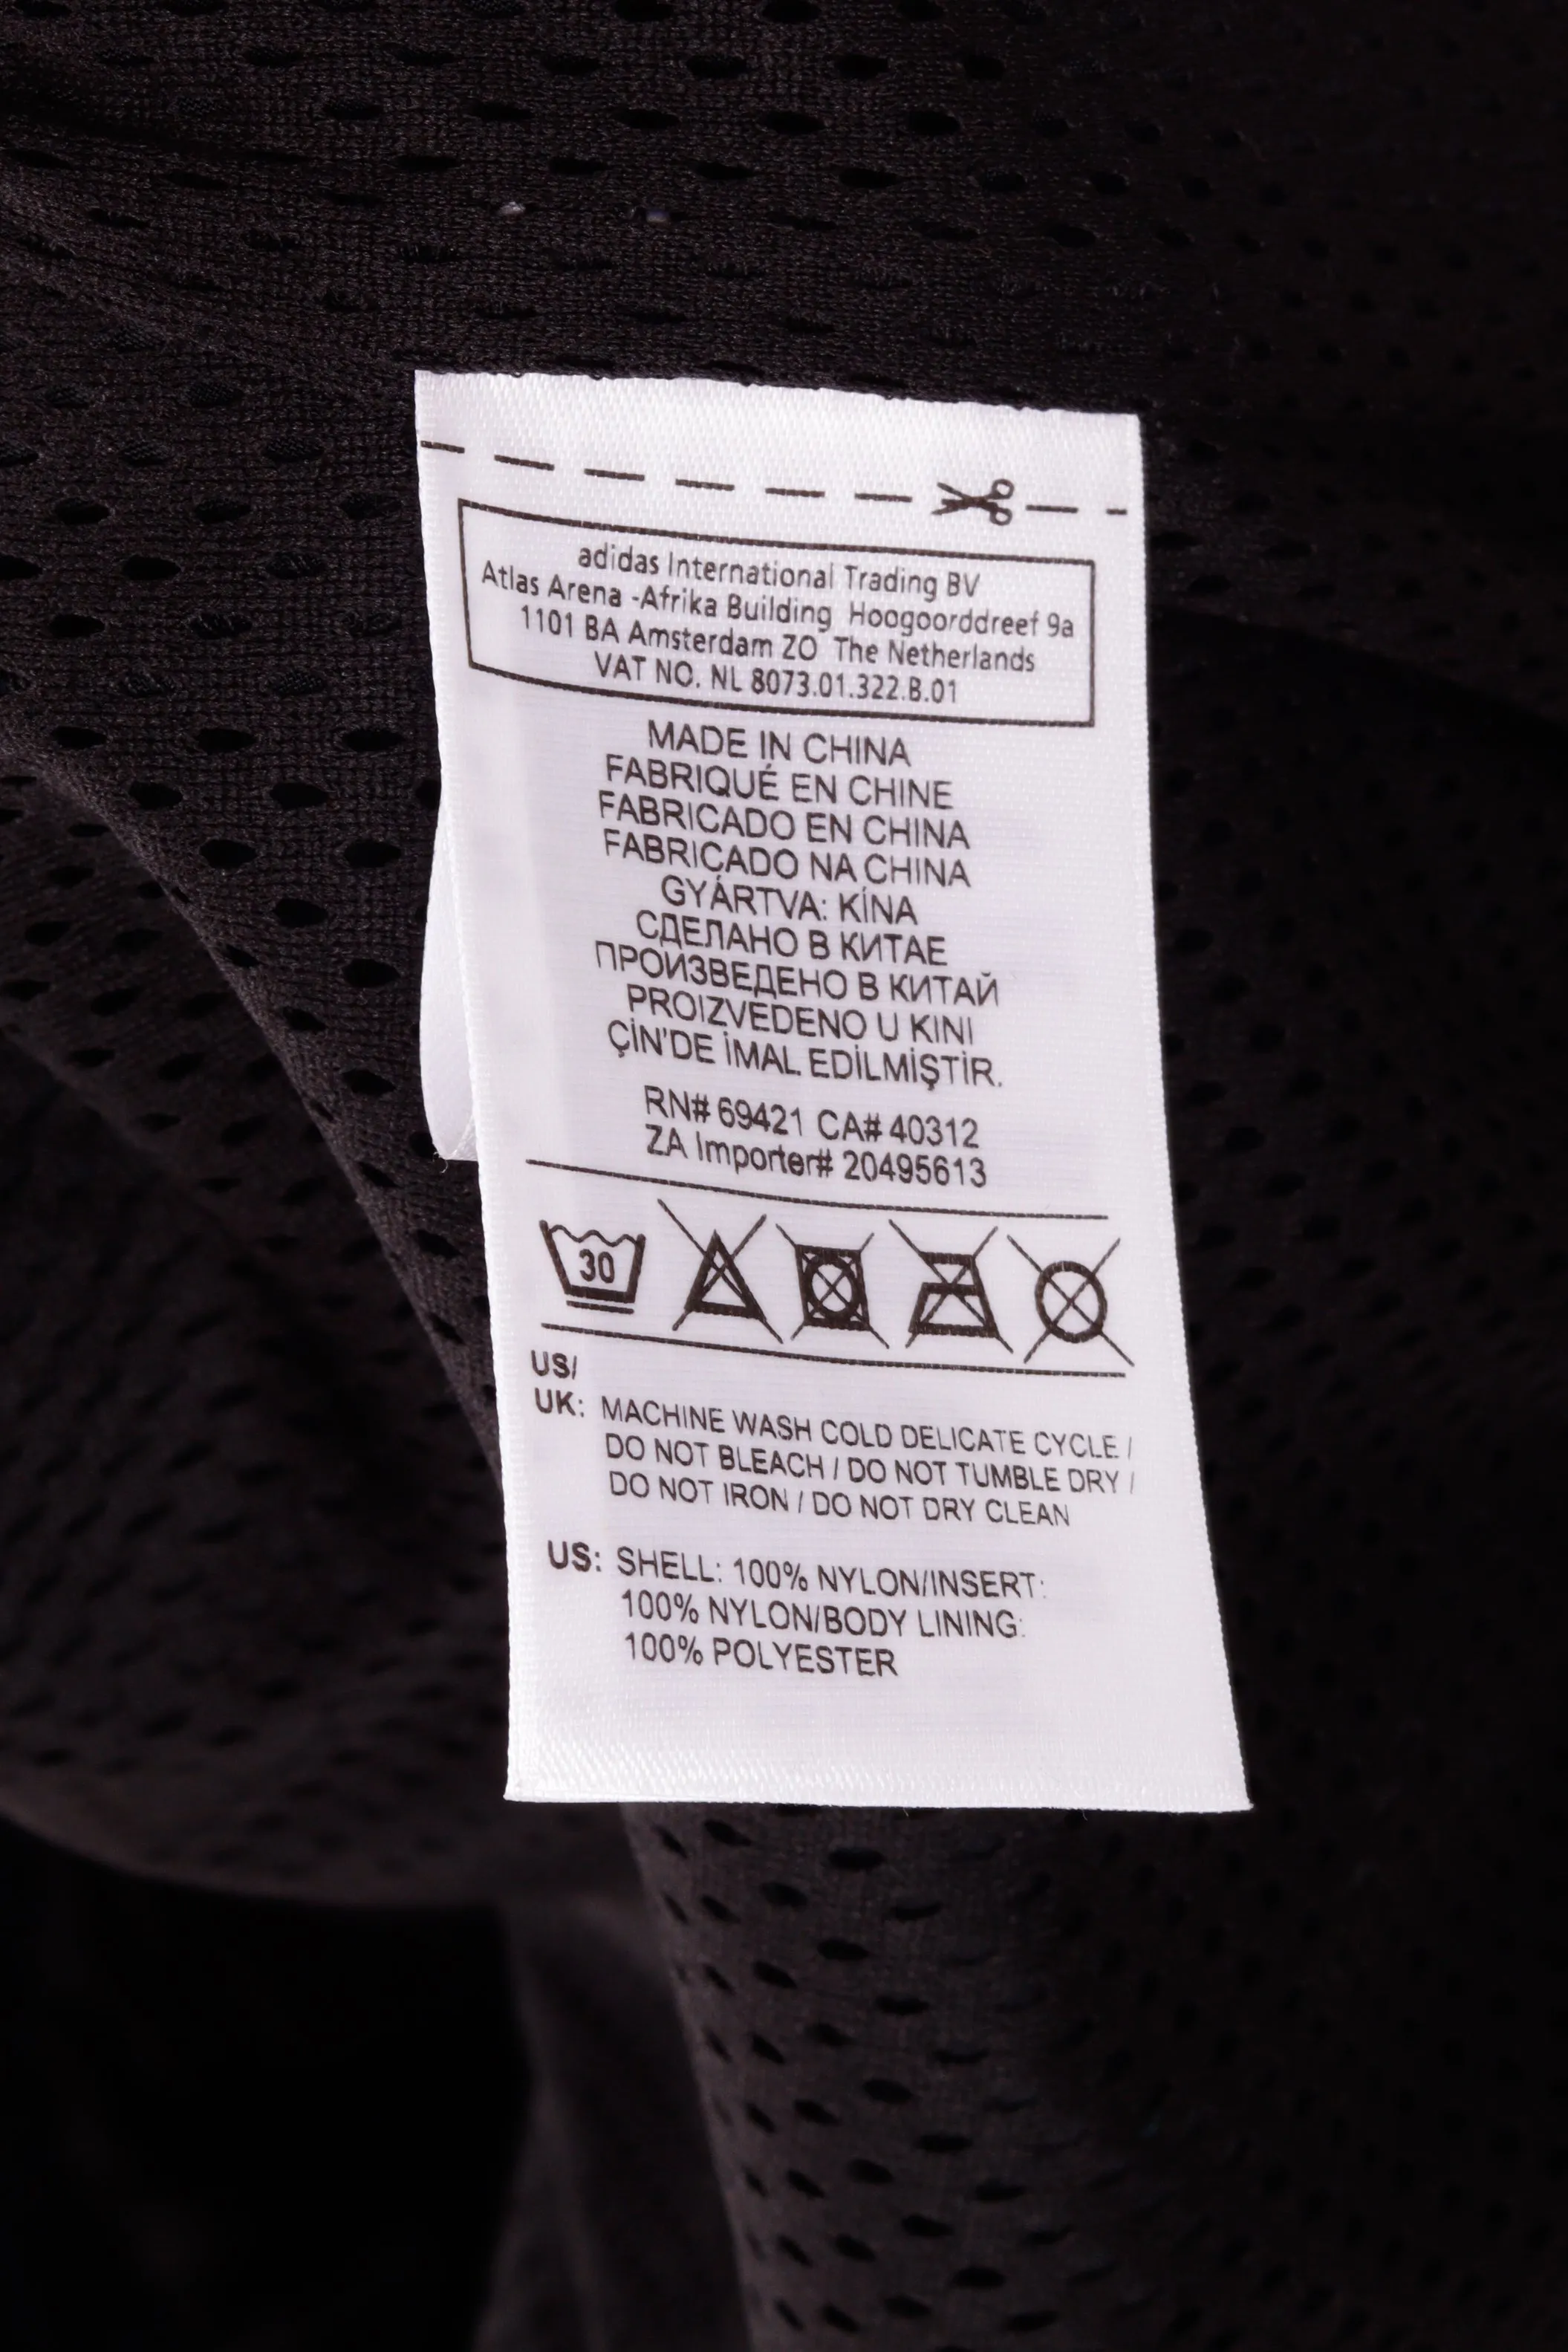 adidas International Trading BV
Atlas Arena -Afrika Building Hoogoorddreef 9a
1101 BA Amsterdam ZO The Netherlands
VAT NO. NL 8073.01.322.B.01
MADE IN CHINA
FABRIQUÉ EN CHINE
FABRICADO EN CHINA
FABRICADO NA CHINA
GYÁRTVA: KÍNA
СДЕЛАНО В КИТАЕ
ПРОИЗВЕДЕНО В КИТАЙ
PROIZVEDENO U KINI
ÇİN'DE İMAL EDİLMİŞTİR.
RN# 69421 CA# 40312
ZA Importer# 20495613
30
US/
UK: MACHINE WASH COLD DELICATE CYCLE /
DO NOT BLEACH / DO NOT TUMBLE DRY /
DO NOT IRON / DO NOT DRY CLEAN
US: SHELL: 100% NYLON/INSERT:
100% NYLON/BODY LINING:
100% POLYESTER